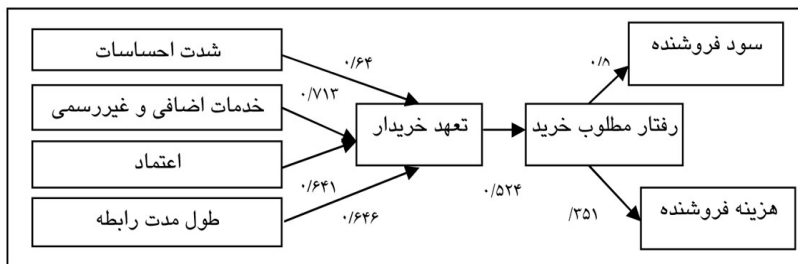 شدت احساسات
۰/۶۴
خدمات اضافی و غیررسمی
۰/۷۱۳
اعتماد
۰/۶۴۱
طول مدت رابطه
۰/۶۴۶
تعهد خریدار
۰/۵۲۴
رفتار مطلوب خرید
۰/۸
سود فروشنده
/۳۵۱
هزینه فروشنده